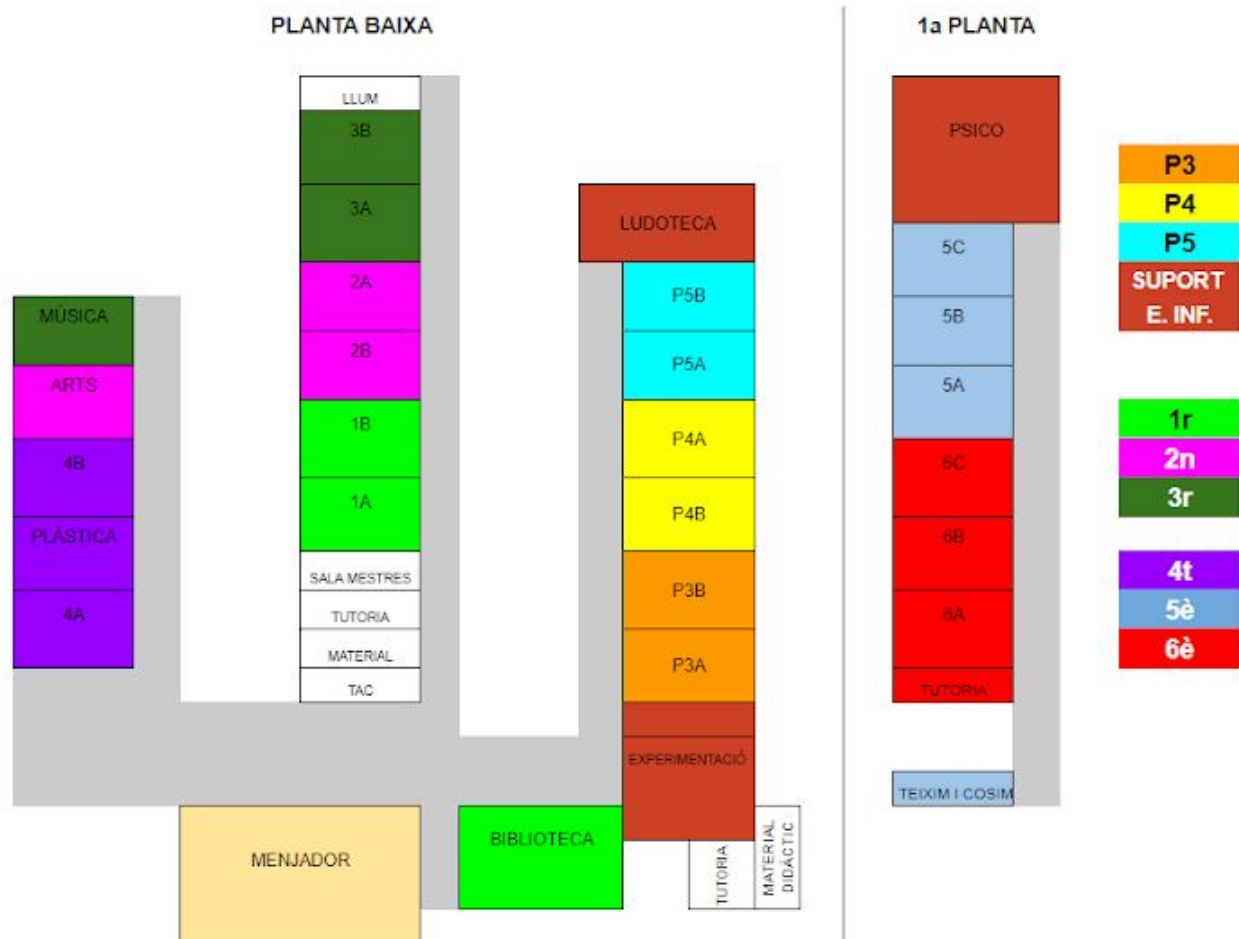 PLANTA BAIXA
LLUM
3B
3A
2A
2B
1B
1A
SALA MESTRES
TUTORIA
MATERIAL
TAC
MÚSICA
ARTS
4B
PLÀSTICA
4A
LUDOTECA
P5B
P5A
P4A
P4B
P3B
P3A
EXPERIMENTACIÓ
MENJADOR
BIBLIOTECA
TUTORIA
MATERIAL
DIDÀCTIC
1a PLANTA
PSICO
5C
5B
5A
6C
6B
6A
TUTORIA
TEIXIM I COSIM
P3
P4
P5
SUPORT
E. INF.
1r
2n
3r
4t
5è
6è